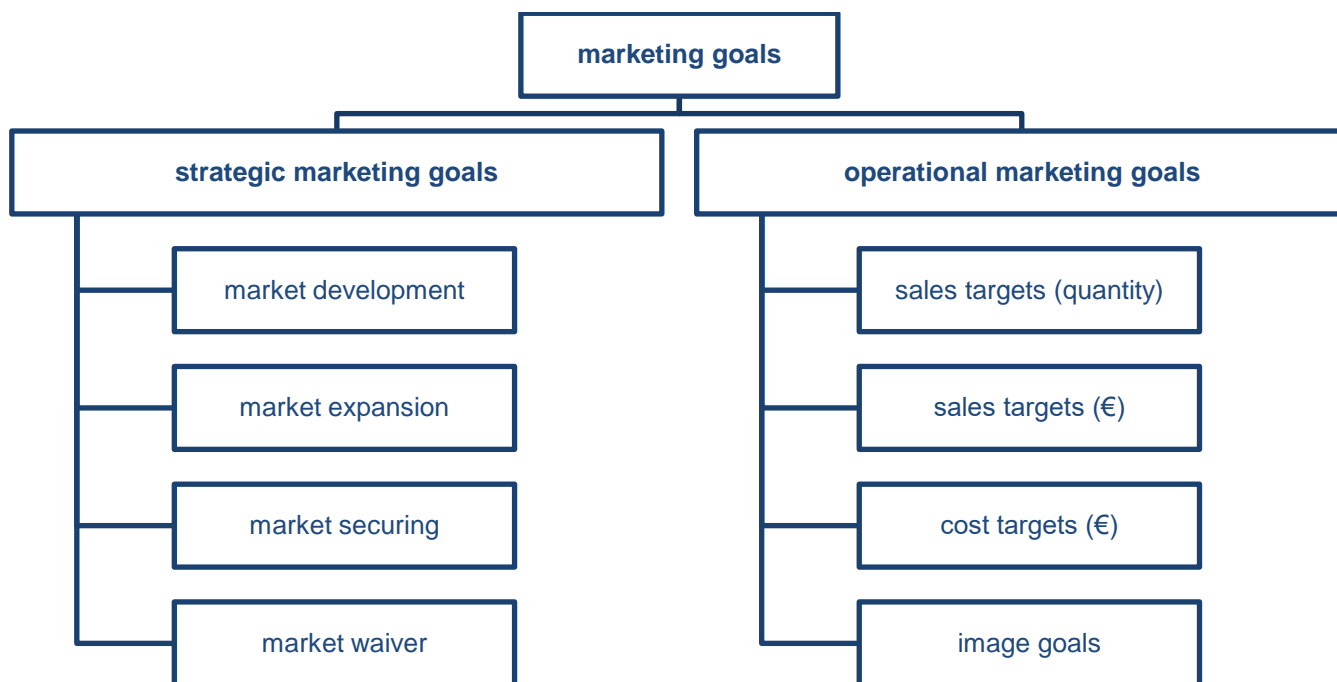 marketing goals
strategic marketing goals
market development
market expansion
market securing
market waiver
operational marketing goals
sales targets (quantity)
sales targets (€)
cost targets (€)
image goals